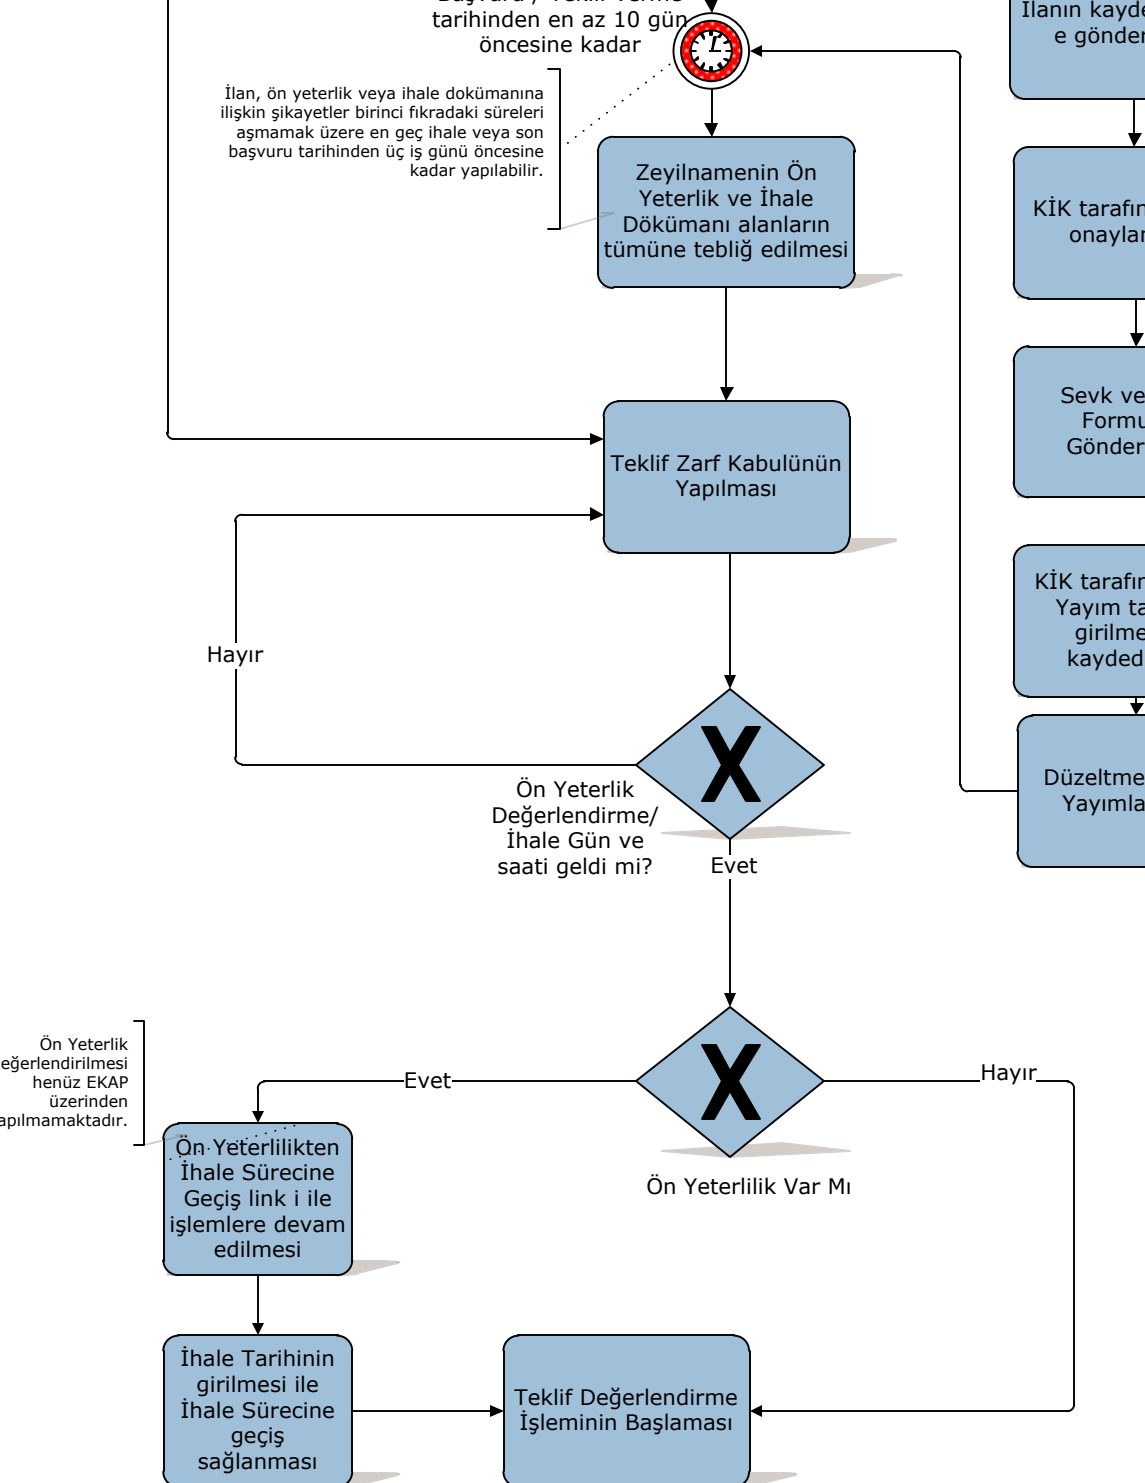 tarihinden en az 10 gün
öncesine kadar
İlan, ön yeterlik veya ihale dokümanına
ilişkin şikayetler birinci fıkradaki süreleri
aşmamak üzere en geç ihale veya son
başvuru tarihinden üç iş günü öncesine
kadar yapılabilir.
Zeyilnamenin Ön
Yeterlik ve İhale
Dökümanı alanların
tümüne tebliğ edilmesi
Teklif Zarf Kabulünün
Yapılması
Hayır
Ön Yeterlik
Değerlendirme/
İhale Gün ve
saati geldi mi?
Evet
Ön Yeterlik
eğerlendirilmesi
henüz EKAP
üzerinden
apılmamaktadır.
Evet
Hayır
Ön Yeterlilik Var Mı
Ön Yeterlilikten
İhale Sürecine
Geçiş link i ile
işlemlere devam
edilmesi
İhale Tarihinin
girilmesi ile
İhale Sürecine
geçiş
sağlanması
Teklif Değerlendirme
İşleminin Başlaması
İlanın kayde
e gönder
KİK tarafın
onaylan
Sevk ve
Formu
Gönder
KİK tarafın
Yayım ta
girilme
kayded
Düzeltme
Yayımla